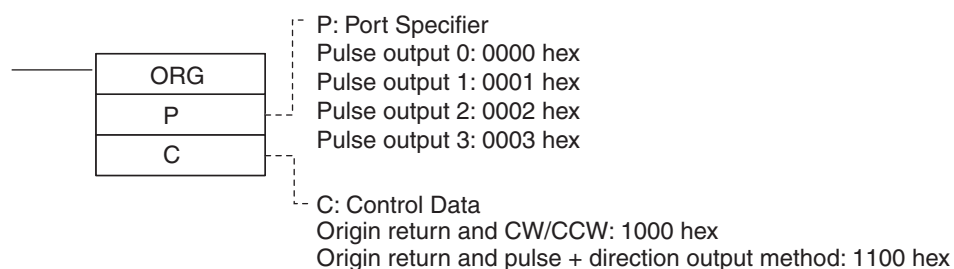 P: Port Specifier
Pulse output 0: 0000 hex
Pulse output 1: 0001 hex
Pulse output 2: 0002 hex
Pulse output 3: 0003 hex
ORG
P
C
C: Control Data
Origin return and CW/CCW: 1000 hex
Origin return and pulse + direction output method: 1100 hex